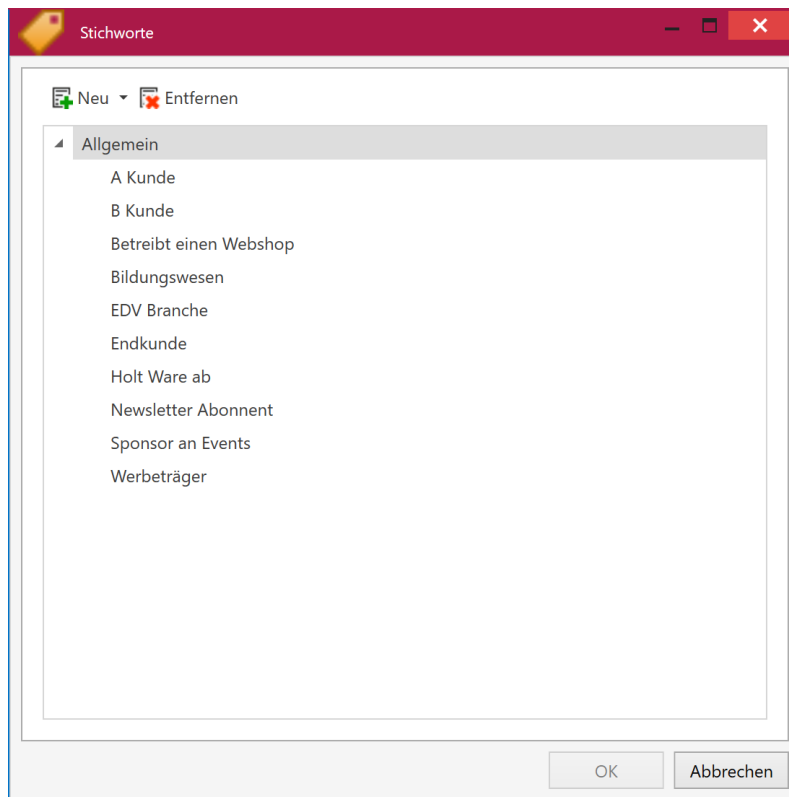 Stichworte
Neu Entfernen
Allgemein
A Kunde
B Kunde
Betreibt einen Webshop
Bildungswesen
EDV Branche
Endkunde
Holt Ware ab
Newsletter Abonnent
Sponsor an Events
Werbeträger
OK Abbrechen